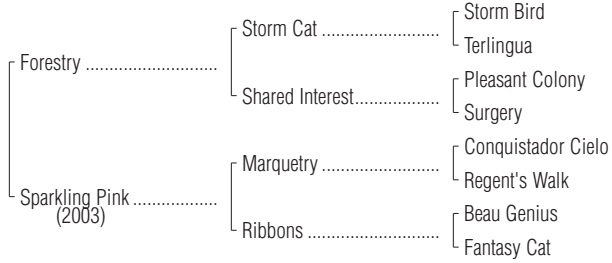 Storm Bird
Storm Cat ..........................
Terlingua
Forestry .............................
Pleasant Colony
Shared Interest...................
Surgery
Conquistador Cielo
Marquetry ..........................
Regent's Walk
Sparkling Pink ..................
(2003)
Beau Genius
Ribbons .............................
Fantasy Cat